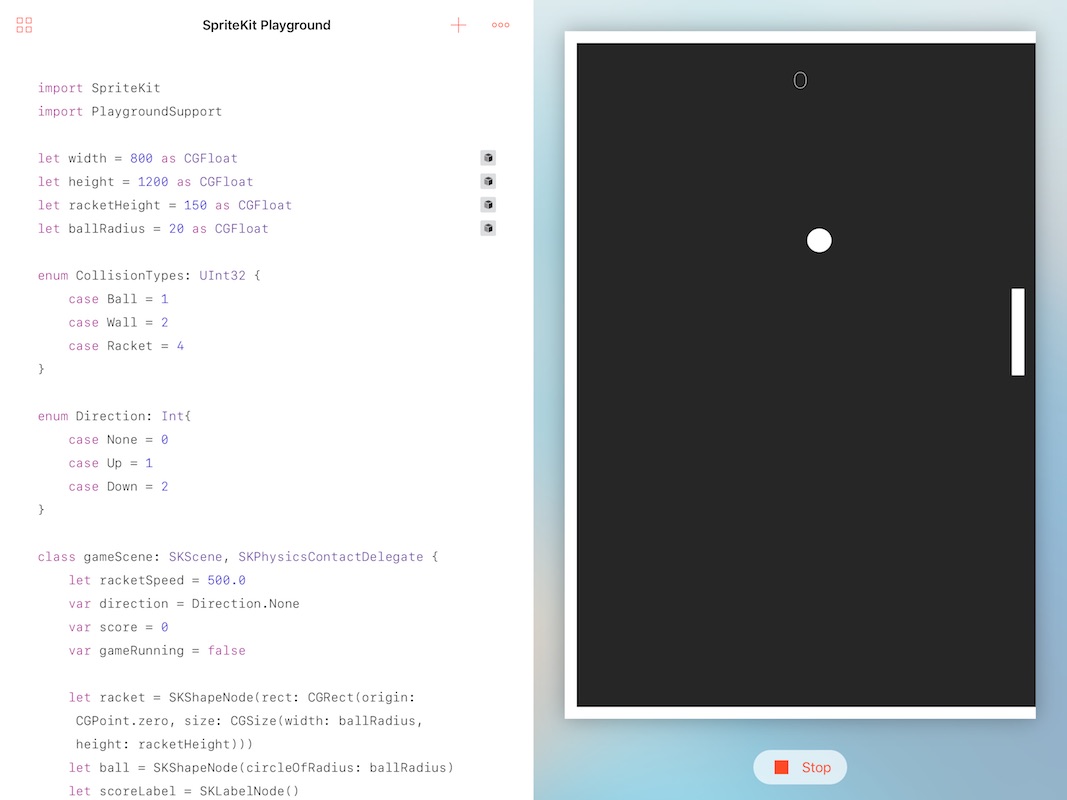 SpriteKit Playground
import SpriteKit
import PlaygroundSupport
let width = 800 as CGFloat
let height = 1200 as CGFloat
let racketHeight = 150 as CGFloat
let ballRadius = 20 as CGFloat
enum CollisionTypes: UInt32 {
    case Ball = 1
    case Wall = 2
    case Racket = 4
}
enum Direction: Int{
    case None = 0
    case Up = 1
    case Down = 2
}
class gameScene: SKScene, SKPhysicsContactDelegate {
    let racketSpeed = 500.0
    var direction = Direction.None
    var score = 0
    var gameRunning = false
    let racket = SKShapeNode(rect: CGRect(origin:
     CGPoint.zero, size: CGSize(width: ballRadius,
     height: racketHeight)))
    let ball = SKShapeNode(circleOfRadius: ballRadius)
    let scoreLabel = SKLabelNode()
0
Stop